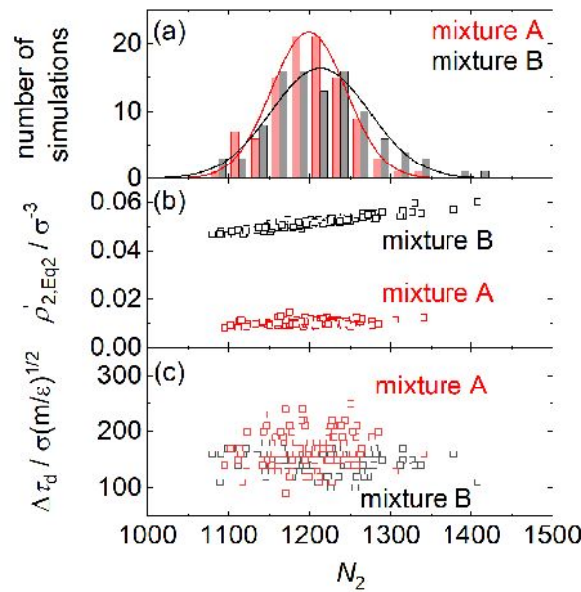 (a)
mixture A
mixture B
number of
simulations
20
10
0
(b)
ρ'2,Eq2 / σ-3
0.06
0.04
0.02
0.00
mixture B
mixture A
(c)
Δτd / σ(m/ε)1/2
300
200
100
mixture A
mixture B
1000 1100 1200 1300 1400 1500
N2